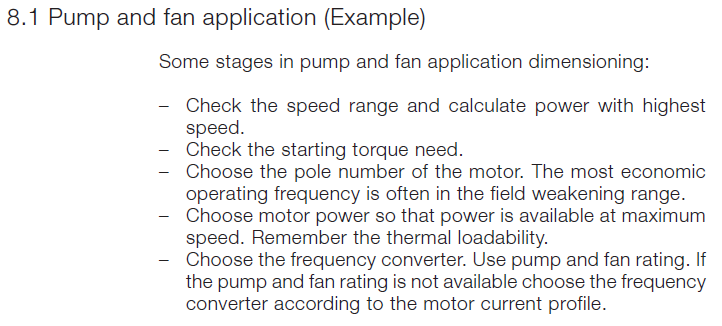 8.1 Pump and fan application (Example)
Some stages in pump and fan application dimensioning:
– Check the speed range and calculate power with highest
speed.
– Check the starting torque need.
– Choose the pole number of the motor. The most economic
operating frequency is often in the field weakening range.
– Choose motor power so that power is available at maximum
speed. Remember the thermal loadability.
– Choose the frequency converter. Use pump and fan rating. If
the pump and fan rating is not available choose the frequency
converter according to the motor current profile.